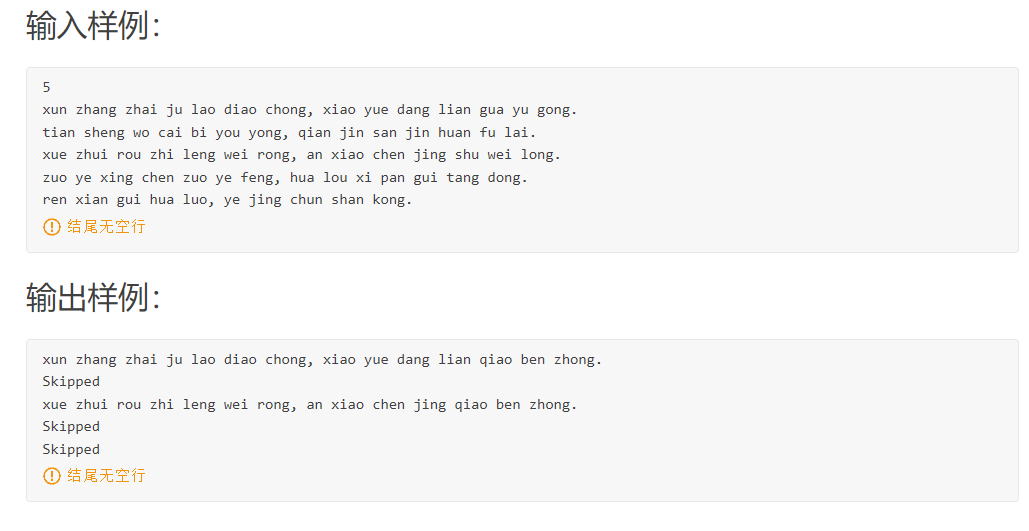 输入样例：
5
xun zhang zhai ju lao diao chong, xiao yue dang lian gua yu gong.
tian sheng wo cai bi you yong, qian jin san jin huan fu lai.
xue zhui rou zhi leng wei rong, an xiao chen jing shu wei long.
zuo ye xing chen zuo ye feng, hua lou xi pan gui tang dong.
ren xian gui hua luo, ye jing chun shan kong.
结尾无空行
输出样例：
xun zhang zhai ju lao diao chong, xiao yue dang lian qiao ben zhong.
Skipped
xue zhui rou zhi leng wei rong, an xiao chen jing qiao ben zhong.
Skipped
Skipped
结尾无空行